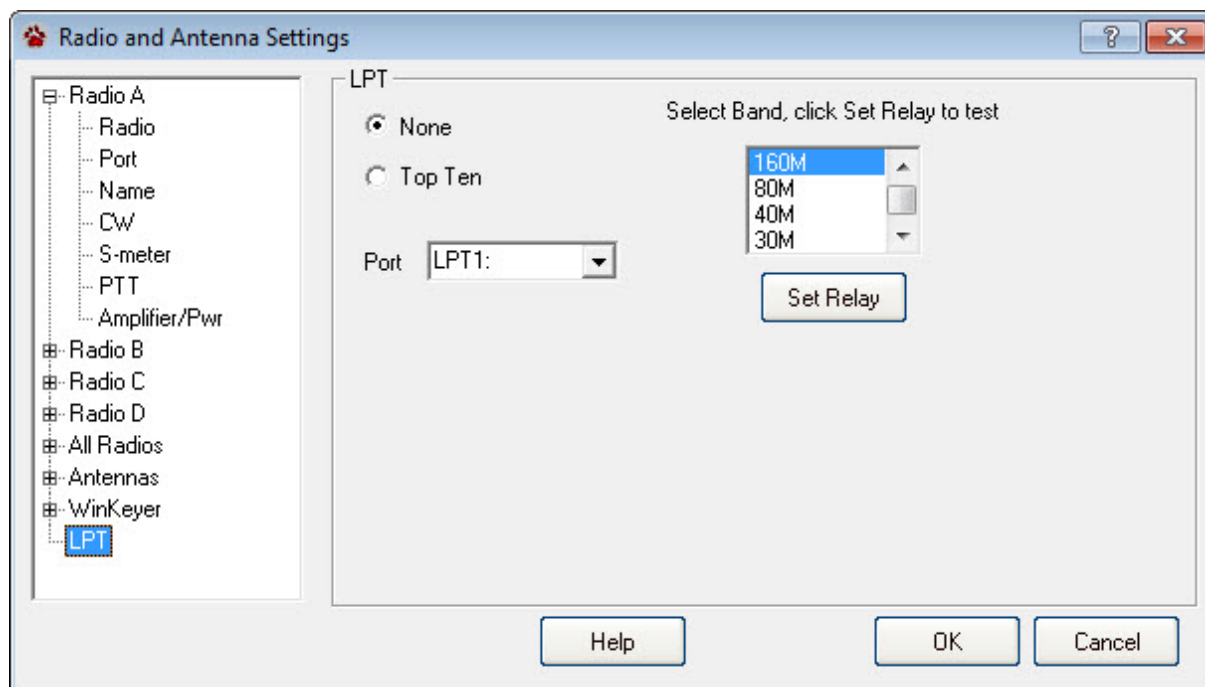 Radio and Antenna Settings
Radio A
Radio
Port
Name
CW
S-meter
PTT
Amplifier/Pwr
Radio B
Radio C
Radio D
All Radios
Antennas
WinKeyer
LPT
LPT
None
Top Ten
Port
LPT1:
Select Band, click Set Relay to test
160M
80M
40M
30M
Set Relay
Help
OK
Cancel